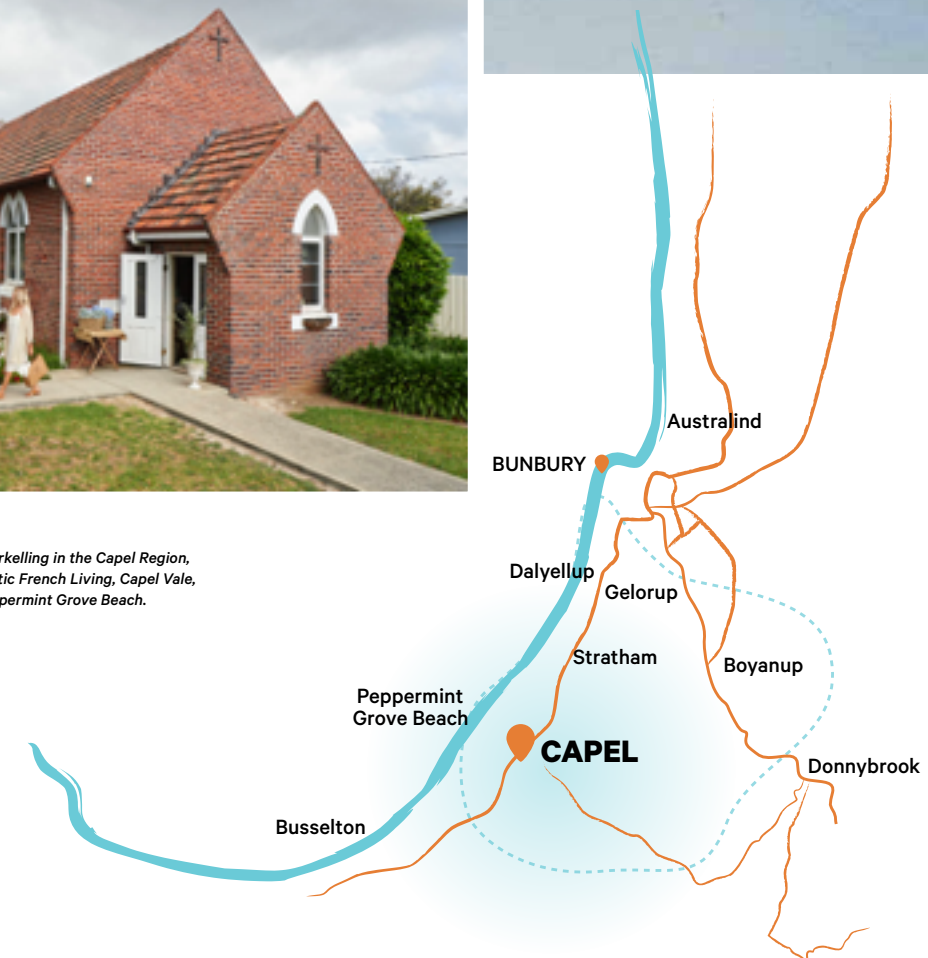 Australind
BUNBURY
rkelling in the Capel Region,
tic French Living, Capel Vale,
permint Grove Beach.
Dalyellup
Gelorup
Stratham
Boyanup
Peppermint
Grove Beach
CAPEL
Donnybrook
Busselton